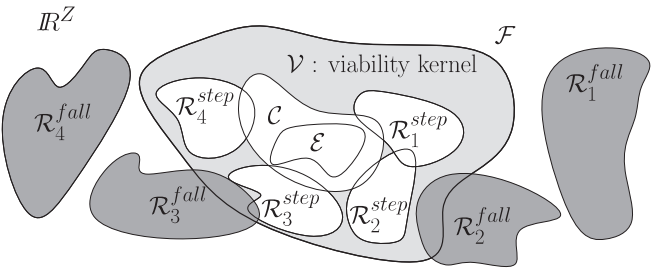 ℝ^Z
𝓕
𝓥 : viability kernel
𝓡_1^{fall}
𝓡_4^{step}
𝓒
𝓡_4^{fall}
𝓔
𝓡_1^{step}
𝓡_3^{fall}
𝓡_3^{step}
𝓡_2^{step}
𝓡_2^{fall}